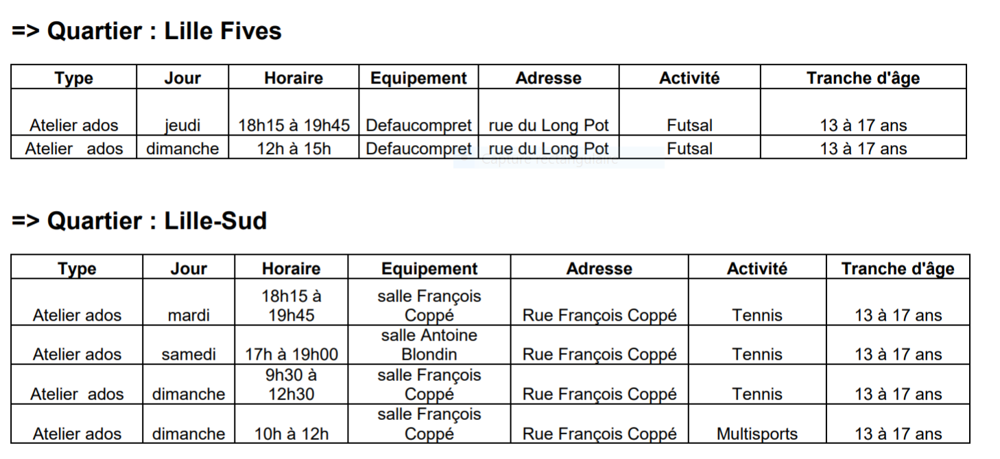 => Quartier : Lille Fives
Type Jour Horaire Equipement Adresse Activité Tranche d'âge
Atelier ados jeudi 18h15 à 19h45 Defaucompret rue du Long Pot Futsal 13 à 17 ans
Atelier ados dimanche 12h à 15h Defaucompret rue du Long Pot Futsal 13 à 17 ans
Capture rectangulaire
=> Quartier : Lille-Sud
Type Jour Horaire Equipement Adresse Activité Tranche d'âge
18h15 à salle François
Atelier ados mardi 19h45 Coppé Rue François Coppé Tennis 13 à 17 ans
salle Antoine
Atelier ados samedi 17h à 19h00 Blondin Rue François Coppé Tennis 13 à 17 ans
9h30 à salle François
Atelier ados dimanche 12h30 Coppé Rue François Coppé Tennis 13 à 17 ans
salle François
Atelier ados dimanche 10h à 12h Coppé Rue François Coppé Multisports 13 à 17 ans